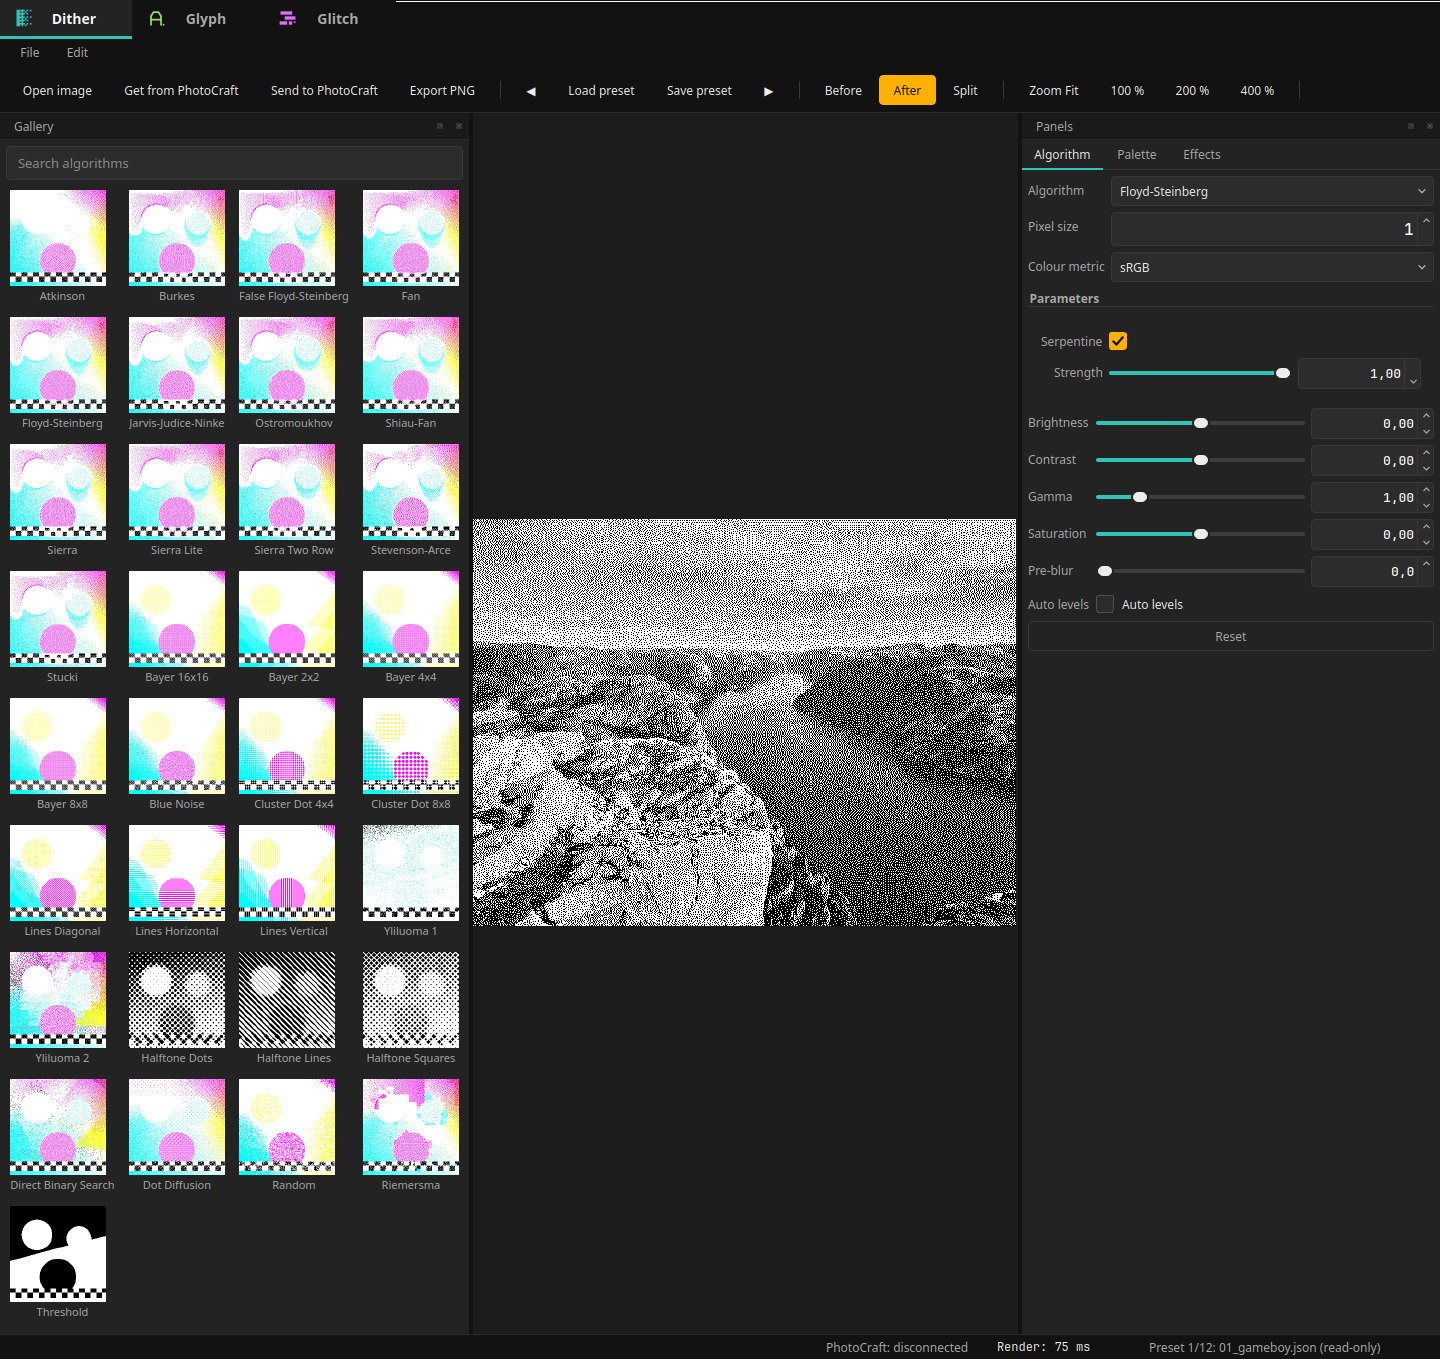 Dither Glyph Glitch
File Edit
Open image Get from PhotoCraft Send to PhotoCraft Export PNG ◀ Load preset Save preset ▶ Before After Split Zoom Fit 100 % 200 % 400 %
Gallery
Search algorithms
Atkinson Burkes False Floyd-Steinberg Fan
Floyd-Steinberg Jarvis-Judice-Ninke Ostromoukhov Shiau-Fan
Sierra Sierra Lite Sierra Two Row Stevenson-Arce
Stucki Bayer 16x16 Bayer 2x2 Bayer 4x4
Bayer 8x8 Blue Noise Cluster Dot 4x4 Cluster Dot 8x8
Lines Diagonal Lines Horizontal Lines Vertical Yliluoma 1
Yliluoma 2 Halftone Dots Halftone Lines Halftone Squares
Direct Binary Search Dot Diffusion Random Riemersma
Threshold
Panels
Algorithm Palette Effects
Algorithm Floyd-Steinberg
Pixel size 1
Colour metric sRGB
Parameters
Serpentine
Strength 1,00
Brightness 0,00
Contrast 0,00
Gamma 1,00
Saturation 0,00
Pre-blur 0,0
Auto levels Auto levels
Reset
PhotoCraft: disconnected Render: 75 ms Preset 1/12: 01_gameboy.json (read-only)